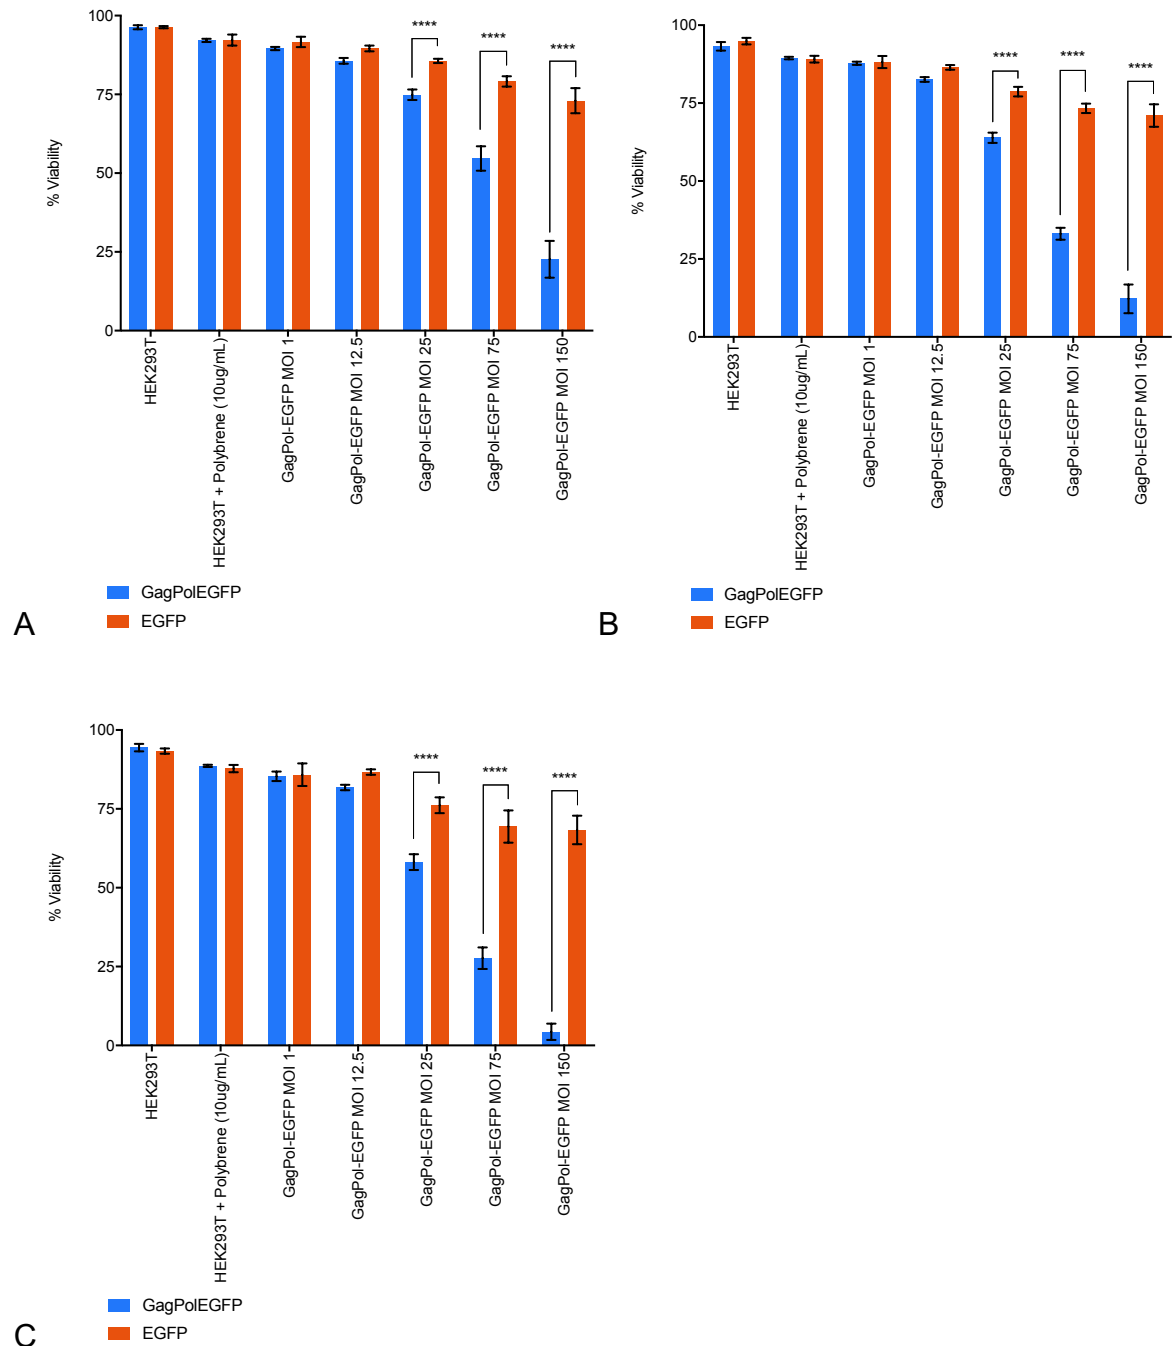 100
75
50
25
0
% Viability
****
****
****
HEK293T
HEK293T + Polybrene (10ug/mL)
GagPol-EGFP MOI 1
GagPol-EGFP MOI 12.5
GagPol-EGFP MOI 25
GagPol-EGFP MOI 75
GagPol-EGFP MOI 150
GagPolEGFP
EGFP
A
100
75
50
25
0
% Viability
****
****
****
HEK293T
HEK293T + Polybrene (10ug/mL)
GagPol-EGFP MOI 1
GagPol-EGFP MOI 12.5
GagPol-EGFP MOI 25
GagPol-EGFP MOI 75
GagPol-EGFP MOI 150
GagPolEGFP
EGFP
B
100
75
50
25
0
% Viability
****
****
****
HEK293T
HEK293T + Polybrene (10ug/mL)
GagPol-EGFP MOI 1
GagPol-EGFP MOI 12.5
GagPol-EGFP MOI 25
GagPol-EGFP MOI 75
GagPol-EGFP MOI 150
GagPolEGFP
EGFP
C